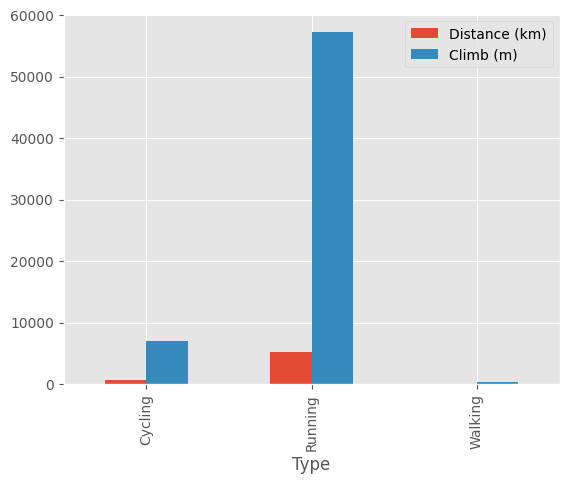 60000
50000
40000
30000
20000
10000
0
Distance (km)
Climb (m)
Cycling
Running
Walking
Type